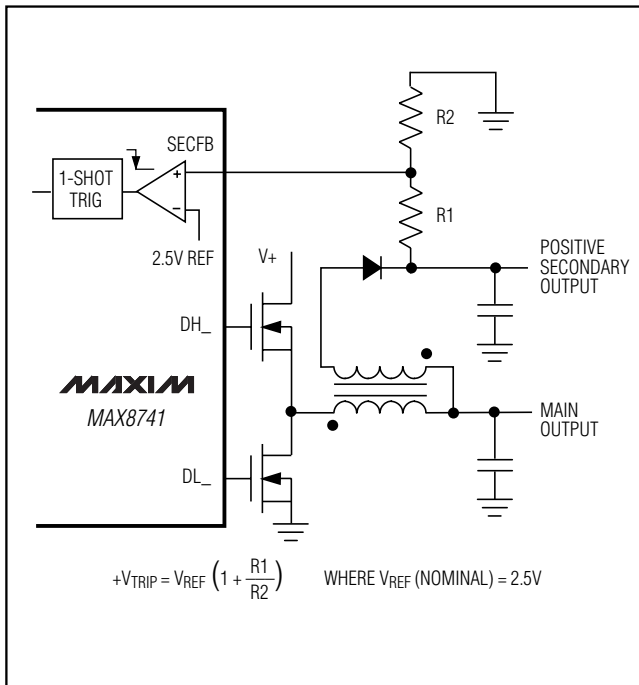 R2
SECFB
1-SHOT
TRIG
+
−
R1
2.5V REF
V+
POSITIVE
SECONDARY
OUTPUT
DH_
MAXIM
MAX8741
MAIN
OUTPUT
DL_
+VTRIP = VREF (1 + R1/R2) WHERE VREF (NOMINAL) = 2.5V